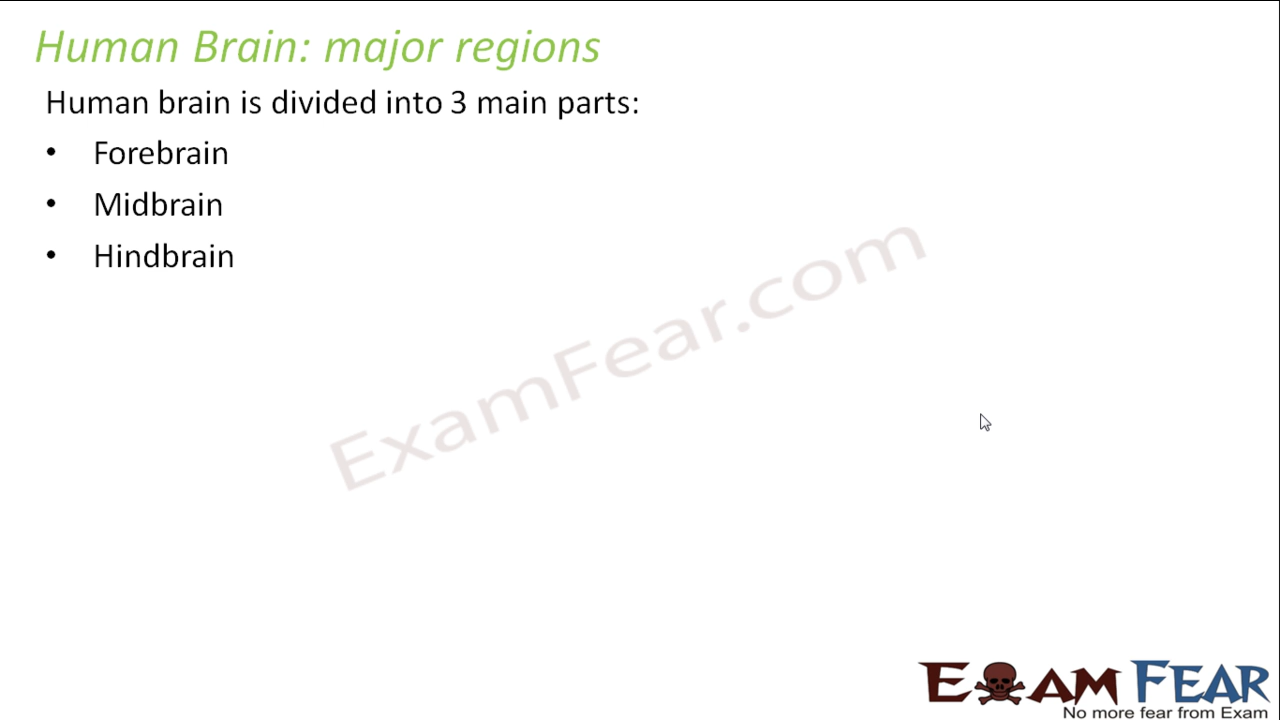 Human Brain: major regions
Human brain is divided into 3 main parts:
• Forebrain
• Midbrain
• Hindbrain
ExamFear.com
EXAM FEAR
No more fear from Exam